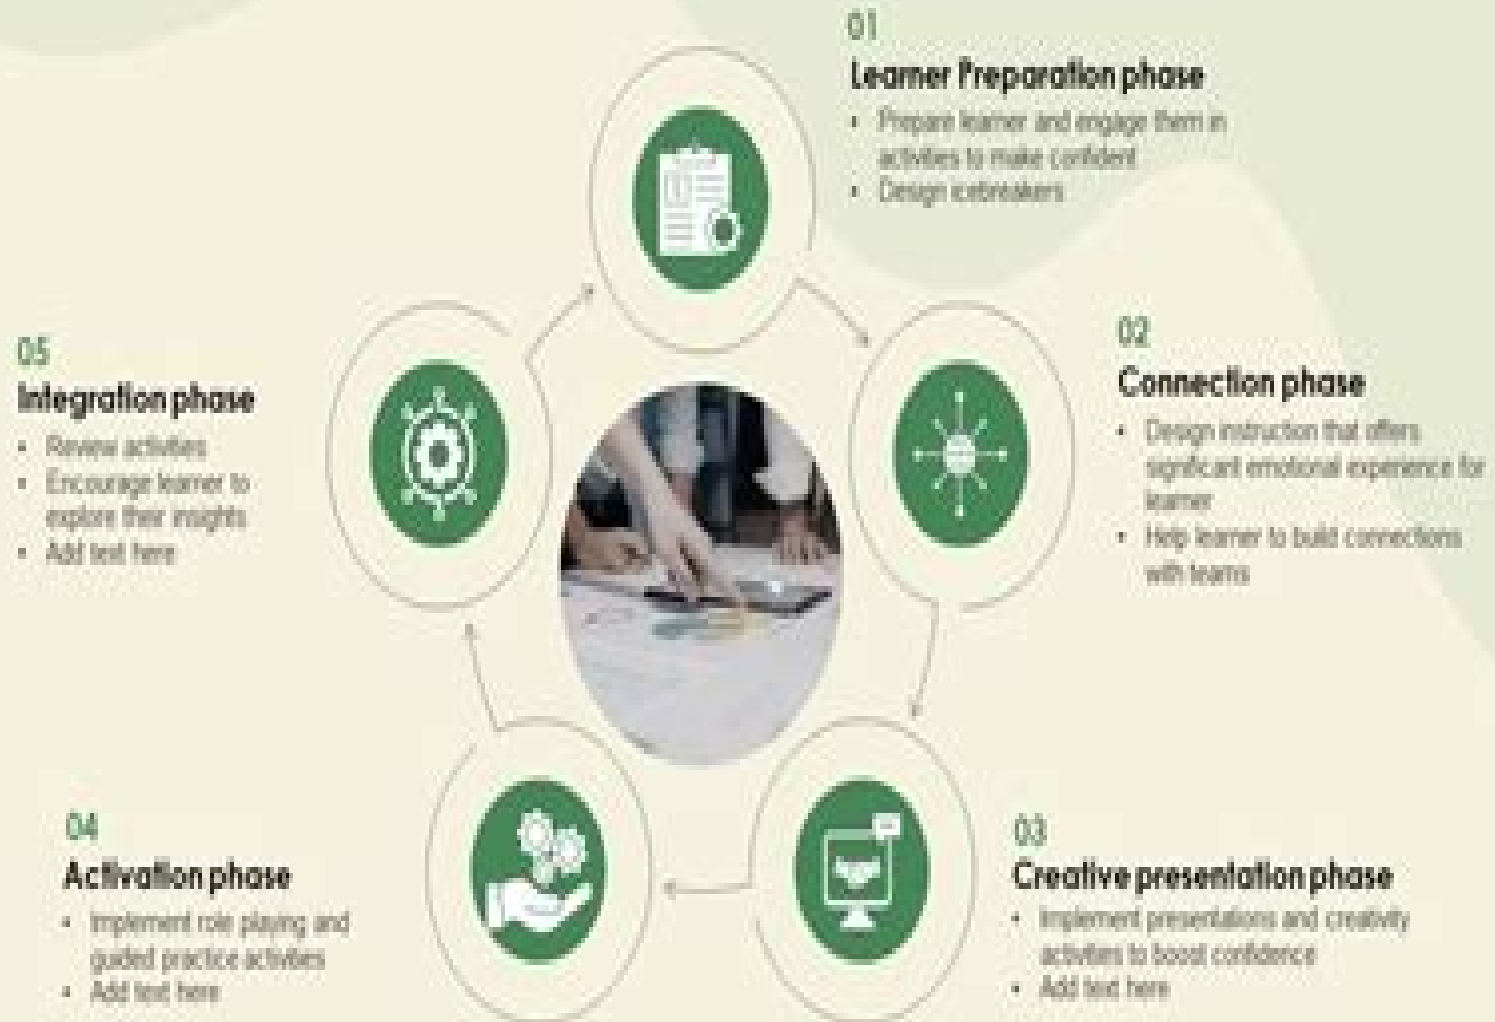 01
Learner Preparation phase
• Prepare learner and engage them in
activities to make confident
• Design icebreakers
02
Connection phase
• Design instruction that offers
significant emotional experience for
learner
• Help learner to build connections
with teams
03
Creative presentation phase
• Implement presentations and creativity
activities to boost confidence
• Add text here
04
Activation phase
• Implement role playing and
guided practice activities
• Add text here
05
Integration phase
• Review activities
• Encourage learner to
explore their insights
• Add text here